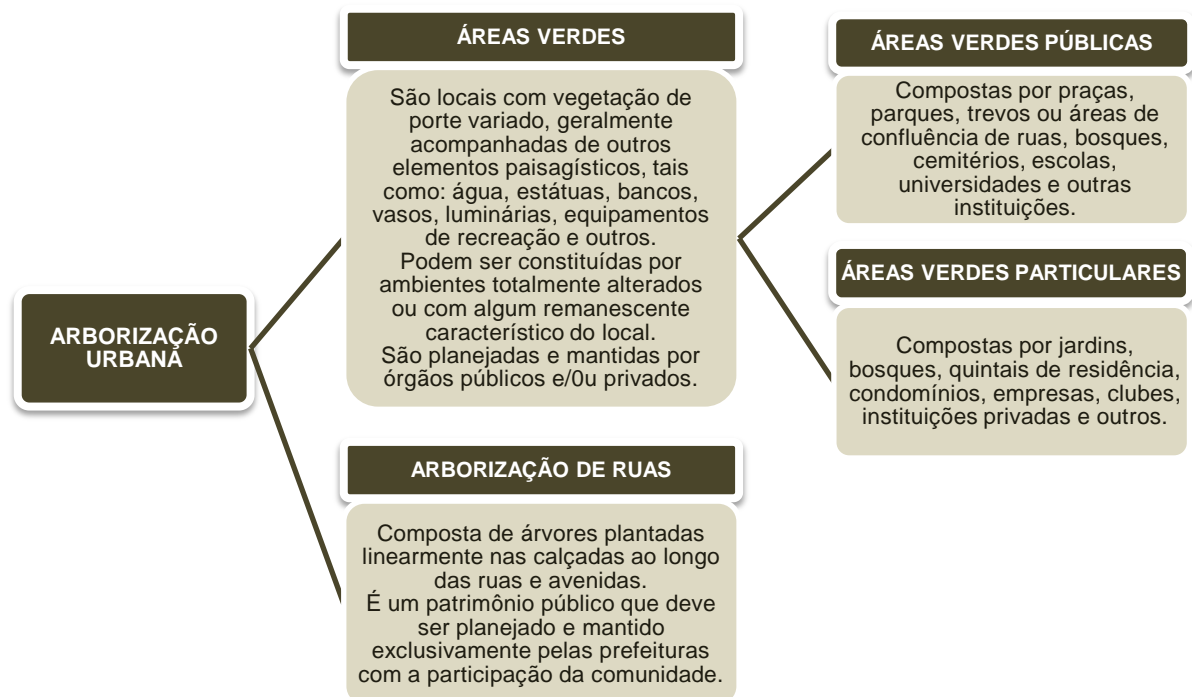 ARBORIZAÇÃO
URBANA
ÁREAS VERDES
São locais com vegetação de
porte variado, geralmente
acompanhadas de outros
elementos paisagísticos, tais
como: água, estátuas, bancos,
vasos, luminárias, equipamentos
de recreação e outros.
Podem ser constituídas por
ambientes totalmente alterados
ou com algum remanescente
característico do local.
São planejadas e mantidas por
órgãos públicos e/0u privados.
ARBORIZAÇÃO DE RUAS
Composta de árvores plantadas
linearmente nas calçadas ao longo
das ruas e avenidas.
É um patrimônio público que deve
ser planejado e mantido
exclusivamente pelas prefeituras
com a participação da comunidade.
ÁREAS VERDES PÚBLICAS
Compostas por praças,
parques, trevos ou áreas de
confluência de ruas, bosques,
cemitérios, escolas,
universidades e outras
instituições.
ÁREAS VERDES PARTICULARES
Compostas por jardins,
bosques, quintais de residência,
condomínios, empresas, clubes,
instituições privadas e outros.